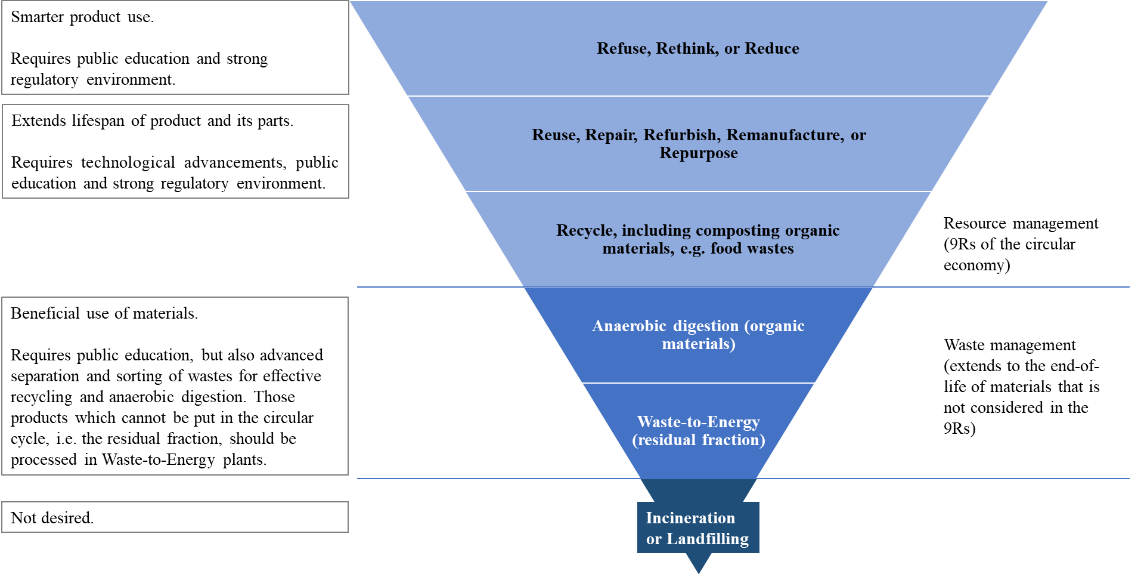 Smarter product use.
Requires public education and strong
regulatory environment.
Refuse, Rethink, or Reduce
Extends lifespan of product and its parts.
Requires technological advancements, public
education and strong regulatory environment.
Reuse, Repair, Refurbish, Remanufacture, or
Repurpose
Recycle, including composting organic
materials, e.g. food wastes
Resource management
(9Rs of the circular
economy)
Beneficial use of materials.
Requires public education, but also advanced
separation and sorting of wastes for effective
recycling and anaerobic digestion. Those
products which cannot be put in the circular
cycle, i.e. the residual fraction, should be
processed in Waste-to-Energy plants.
Anaerobic digestion (organic
materials)
Waste-to-Energy
(residual fraction)
Waste management
(extends to the end-of-
life of materials that is
not considered in the
9Rs)
Not desired.
Incineration
or Landfilling